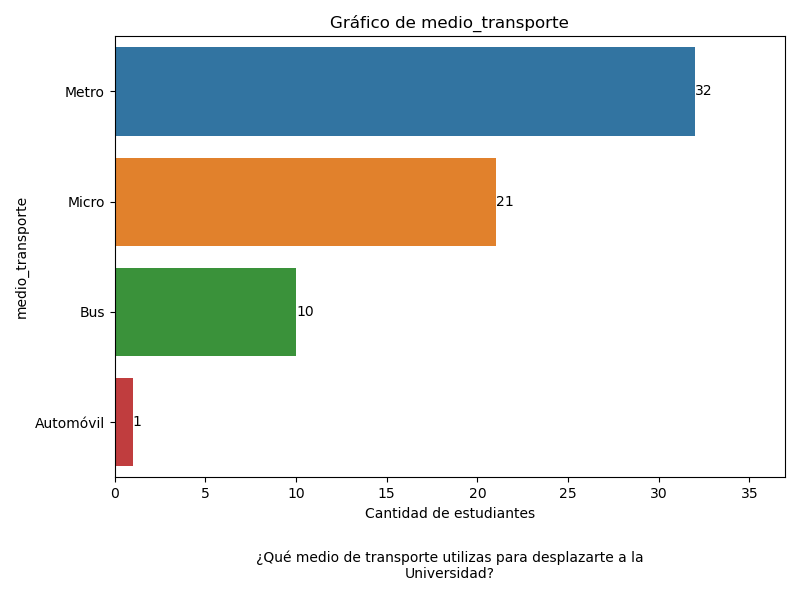 Gráfico de medio_transporte
medio_transporte
Metro
32
Micro
21
Bus
10
Automóvil
1
0 5 10 15 20 25 30 35
Cantidad de estudiantes
¿Qué medio de transporte utilizas para desplazarte a la
Universidad?